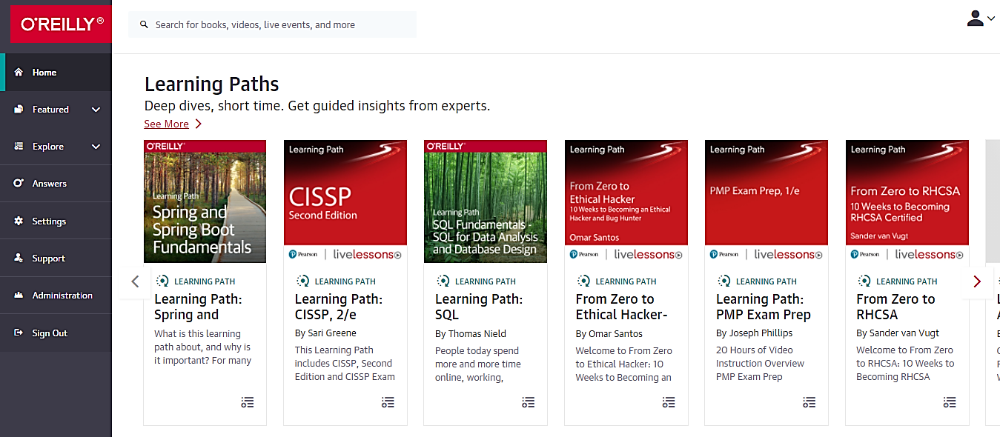 O'REILLY®
Search for books, videos, live events, and more
Home
Featured
Explore
Answers
Settings
Support
Administration
Sign Out
Learning Paths
Deep dives, short time. Get guided insights from experts.
See More
O'REILLY®
Learning Path
Spring and
Spring Boot
Fundamentals
LEARNING PATH
Learning Path:
Spring and
What is this learning
path about, and why is
it important? For many
Learning Path
CISSP
Second Edition
Pearson | livelessons
LEARNING PATH
Learning Path:
CISSP, 2/e
By Sari Greene
This Learning Path
includes CISSP, Second
Edition and CISSP Exam
O'REILLY®
Learning Path
SQL Fundamentals -
SQL for Data Analysis
and Database Design
LEARNING PATH
Learning Path:
SQL
By Thomas Nield
People today spend
more and more time
online, working,
Learning Path
From Zero to
Ethical Hacker
10 Weeks to Becoming an Ethical
Hacker and Bug Hunter
Omar Santos
Pearson | livelessons
LEARNING PATH
From Zero to
Ethical Hacker-
By Omar Santos
Welcome to From Zero
to Ethical Hacker: 10
Weeks to Becoming an
Learning Path
PMP Exam Prep, 1/e
Pearson | livelessons
LEARNING PATH
Learning Path:
PMP Exam Prep
By Joseph Phillips
20 Hours of Video
Instruction Overview
PMP Exam Prep
Learning Path
From Zero to RHCSA
10 Weeks to Becoming
RHCSA Certified
Sander van Vugt
Pearson | livelessons
LEARNING PATH
From Zero to
RHCSA
By Sander van Vugt
Welcome to From Zero
to RHCSA: 10 Weeks to
Becoming RHCSA